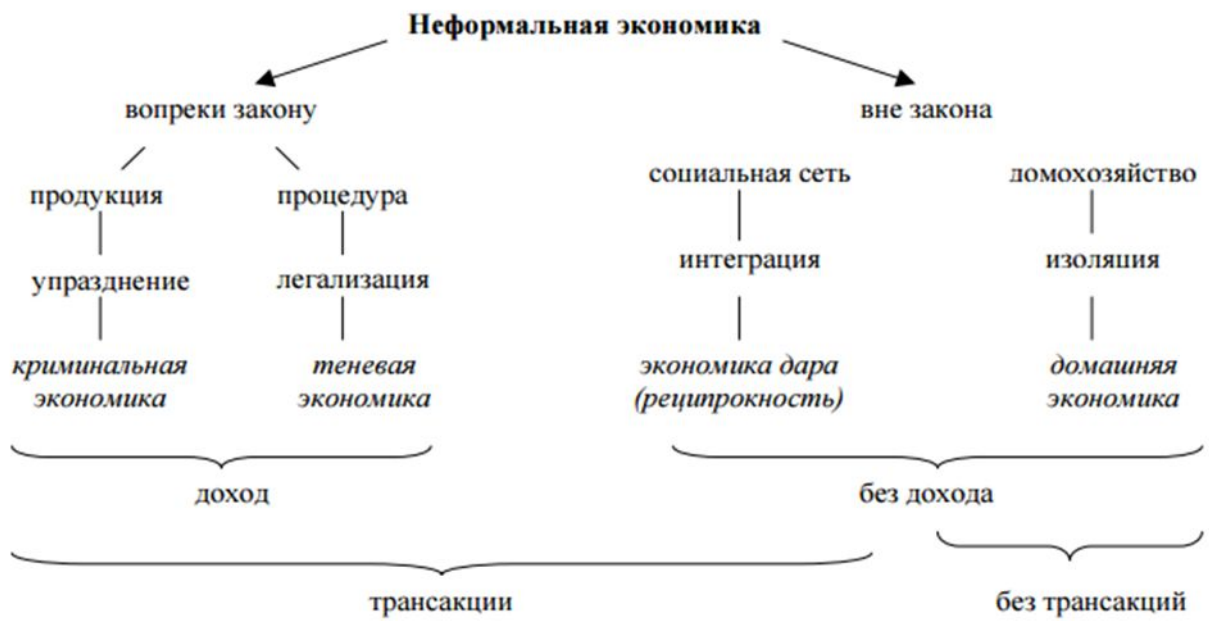 Неформальная экономика
вопреки закону
вне закона
продукция
процедура
социальная сеть
домохозяйство
упразднение
легализация
интеграция
изоляция
криминальная
экономика
теневая
экономика
экономика дара
(реципрокность)
домашняя
экономика
доход
без дохода
трансакции
без трансакций